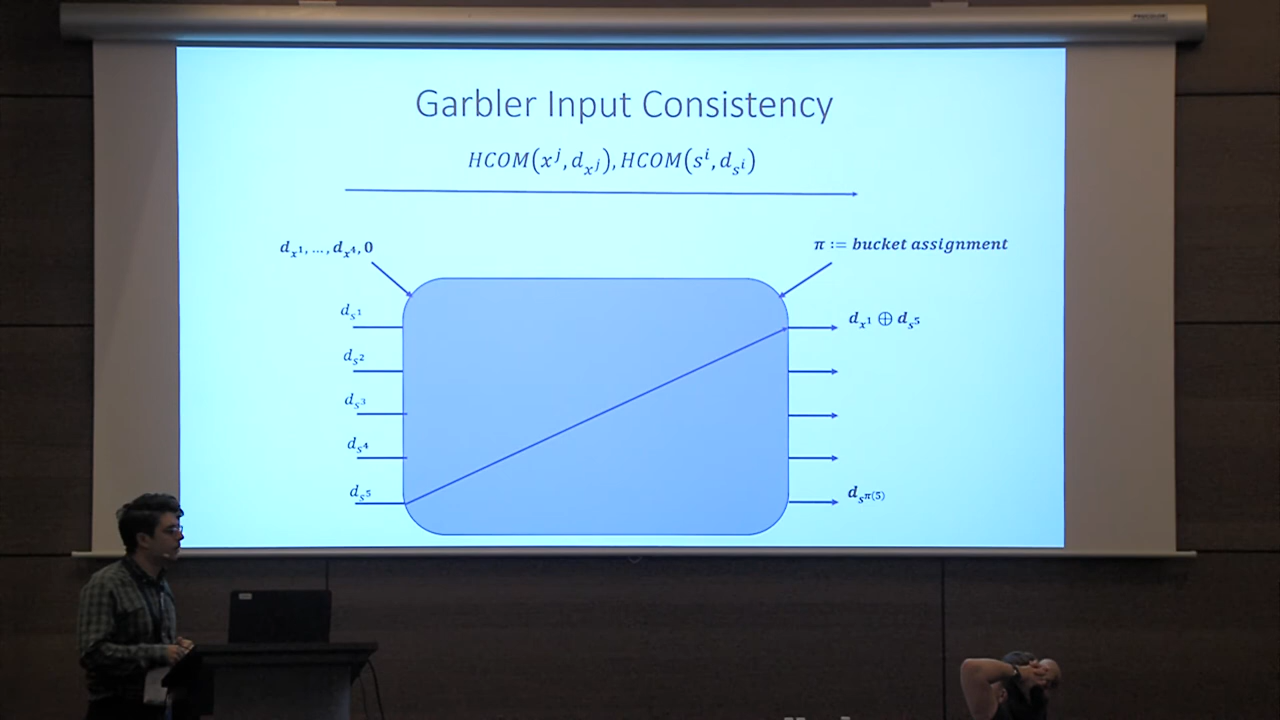 Garbler Input Consistency
HCOM(x^j, d_{x^j}), HCOM(s^i, d_{s^i})
d_{x^1}, ..., d_{x^4}, 0
π := bucket assignment
d_{s^1}
d_{x^1} ⊕ d_{s^5}
d_{s^2}
d_{s^3}
d_{s^4}
d_{s^5}
d_{s^{π(5)}}